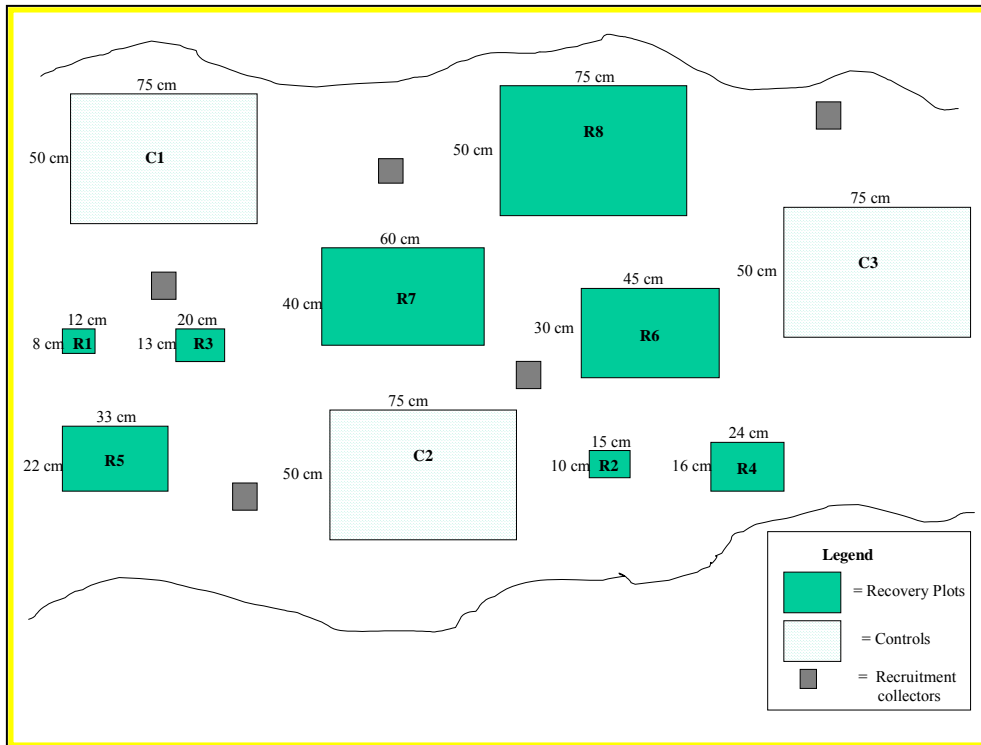 75 cm
50 cm
C1
75 cm
50 cm
R8
75 cm
50 cm
C3
60 cm
40 cm
R7
45 cm
30 cm
R6
12 cm
8 cm
R1
20 cm
13 cm
R3
33 cm
22 cm
R5
75 cm
50 cm
C2
15 cm
10 cm
R2
24 cm
16 cm
R4
Legend
= Recovery Plots
= Controls
= Recruitment
collectors